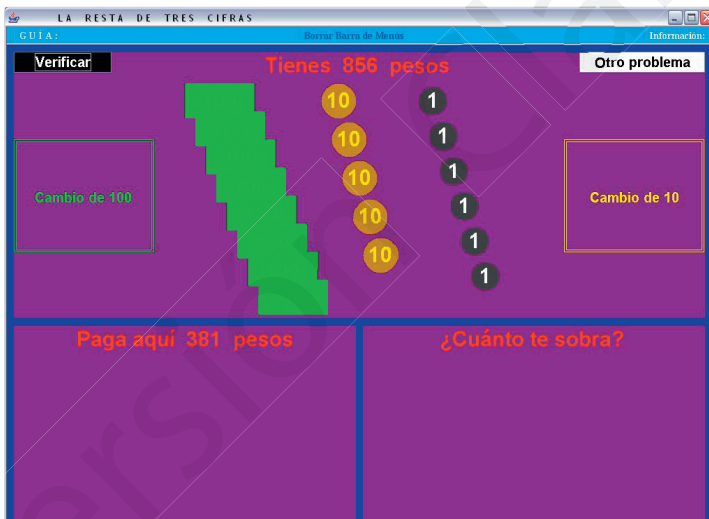 LA RESTA DE TRES CIFRAS
GUIA:
Borrar Barra de Menús
Información:
Verificar
Tienes 856 pesos
Otro problema
10
1
10
1
10
1
10
1
10
1
1
Cambio de 100
Cambio de 10
Paga aquí 381 pesos
¿Cuánto te sobra?